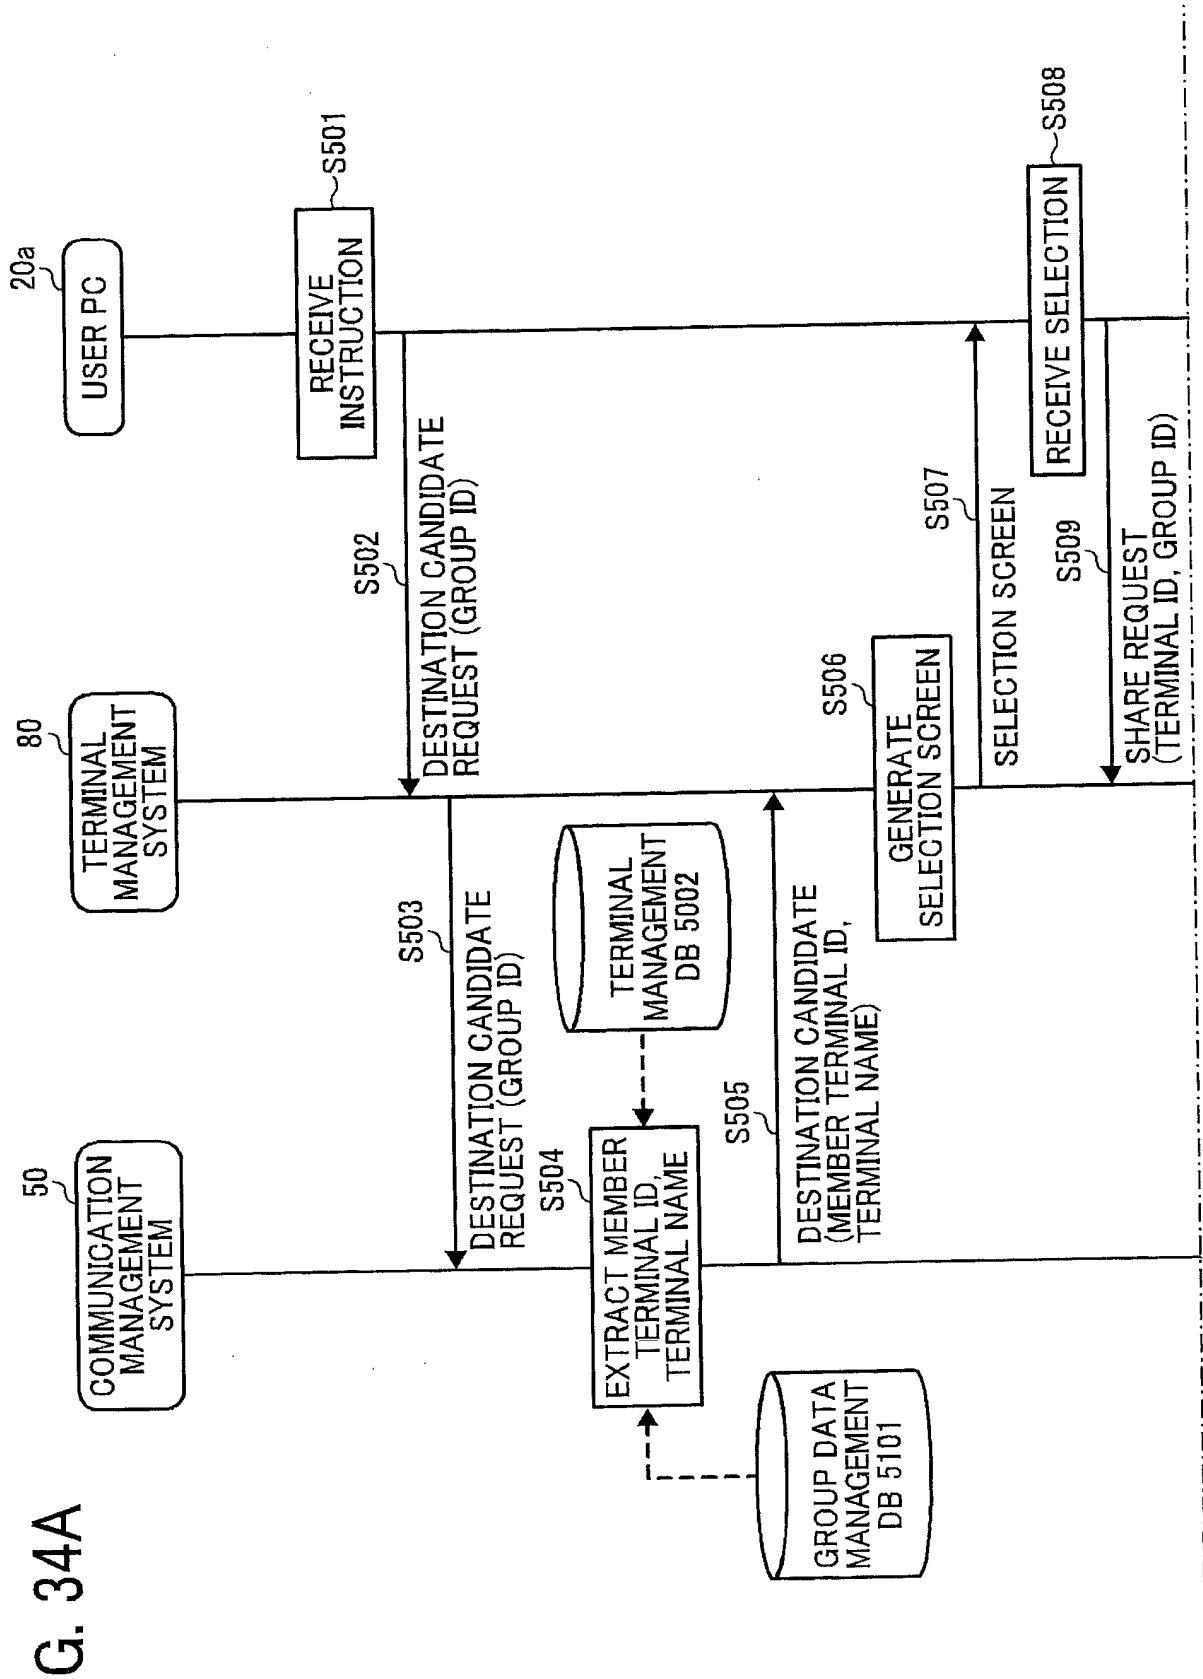 G. 34A
50
COMMUNICATION
MANAGEMENT
SYSTEM
80
TERMINAL
MANAGEMENT
SYSTEM
20a
USER PC
RECEIVE
INSTRUCTION
S501
S502
DESTINATION CANDIDATE
REQUEST (GROUP ID)
S503
DESTINATION CANDIDATE
REQUEST (GROUP ID)
S504
EXTRACT MEMBER
TERMINAL ID,
TERMINAL NAME
TERMINAL
MANAGEMENT
DB 5002
GROUP DATA
MANAGEMENT
DB 5101
S505
DESTINATION CANDIDATE
(MEMBER TERMINAL ID,
TERMINAL NAME)
S506
GENERATE
SELECTION SCREEN
S507
SELECTION SCREEN
RECEIVE SELECTION
S508
S509
SHARE REQUEST
(TERMINAL ID, GROUP ID)